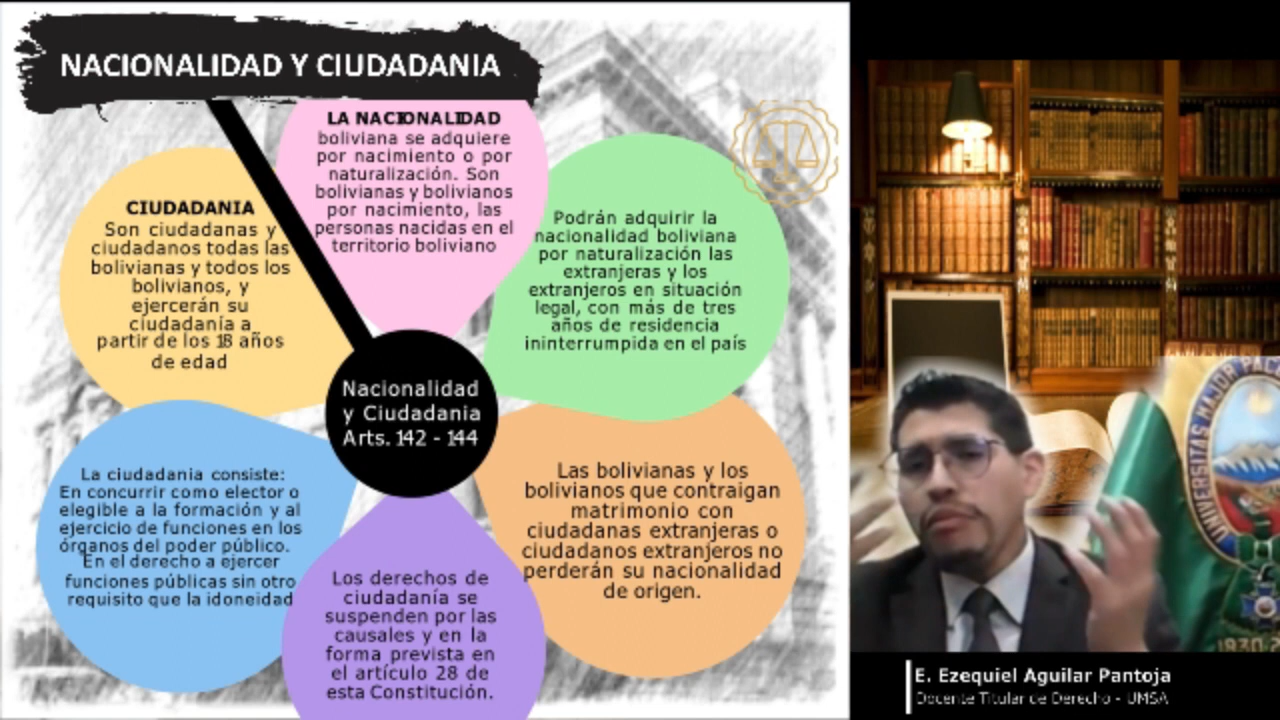 NACIONALIDAD Y CIUDADANIA
LA NACIONALIDAD
boliviana se adquiere
por nacimiento o por
naturalización. Son
bolivianas y bolivianos
por nacimiento, las
personas nacidas en el
territorio boliviano
CIUDADANIA
Son ciudadanas y
ciudadanos todas las
bolivianas y todos los
bolivianos, y
ejercerán su
ciudadanía a
partir de los 18 años
de edad
Podrán adquirir la
nacionalidad boliviana
por naturalización las
extranjeras y los
extranjeros en situación
legal, con más de tres
años de residencia
ininterrumpida en el país
Nacionalidad
y Ciudadania
Arts. 142 - 144
La ciudadania consiste:
En concurrir como elector o
elegible a la formación y al
ejercicio de funciones en los
órganos del poder público.
En el derecho a ejercer
funciones públicas sin otro
requisito que la idoneidad
Las bolivianas y los
bolivianos que contraigan
matrimonio con
ciudadanas extranjeras o
ciudadanos extranjeros no
perderán su nacionalidad
de origen.
Los derechos de
ciudadanía se
suspenden por las
causales y en la
forma prevista en
el artículo 28 de
esta Constitución.
UNIVERSITAS MAJOR
1830-2
E. Ezequiel Aguilar Pantoja
Docente Titular de Derecho - UMSA